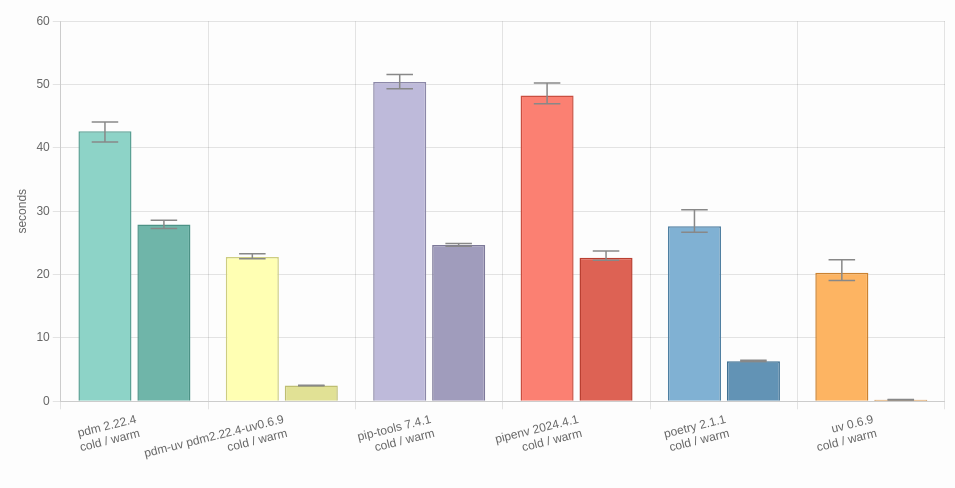 60
50
40
30
20
10
0
seconds
pdm 2.22.4
cold / warm
pdm-uv pdm2.22.4-uv0.6.9
cold / warm
pip-tools 7.4.1
cold / warm
pipenv 2024.4.1
cold / warm
poetry 2.1.1
cold / warm
uv 0.6.9
cold / warm